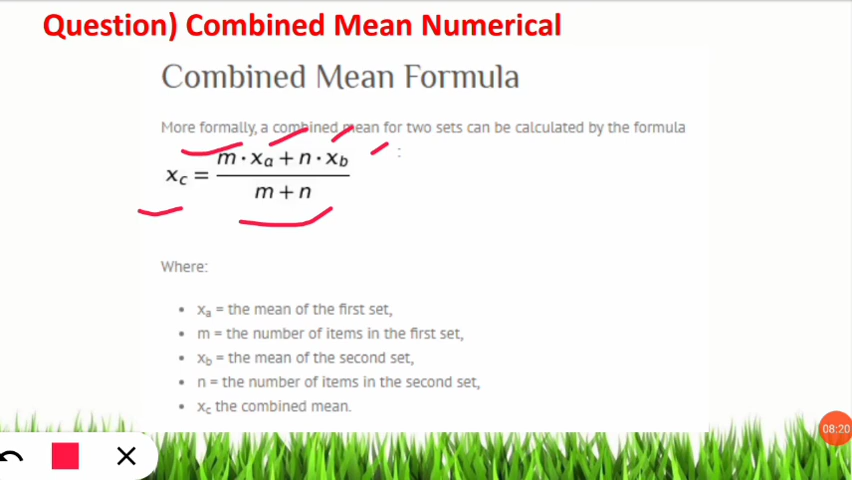 Question) Combined Mean Numerical
Combined Mean Formula
More formally, a combined mean for two sets can be calculated by the formula
x_c = (m · x_a + n · x_b) / (m + n) :
Where:
• x_a = the mean of the first set,
• m = the number of items in the first set,
• x_b = the mean of the second set,
• n = the number of items in the second set,
• x_c the combined mean.
08:20